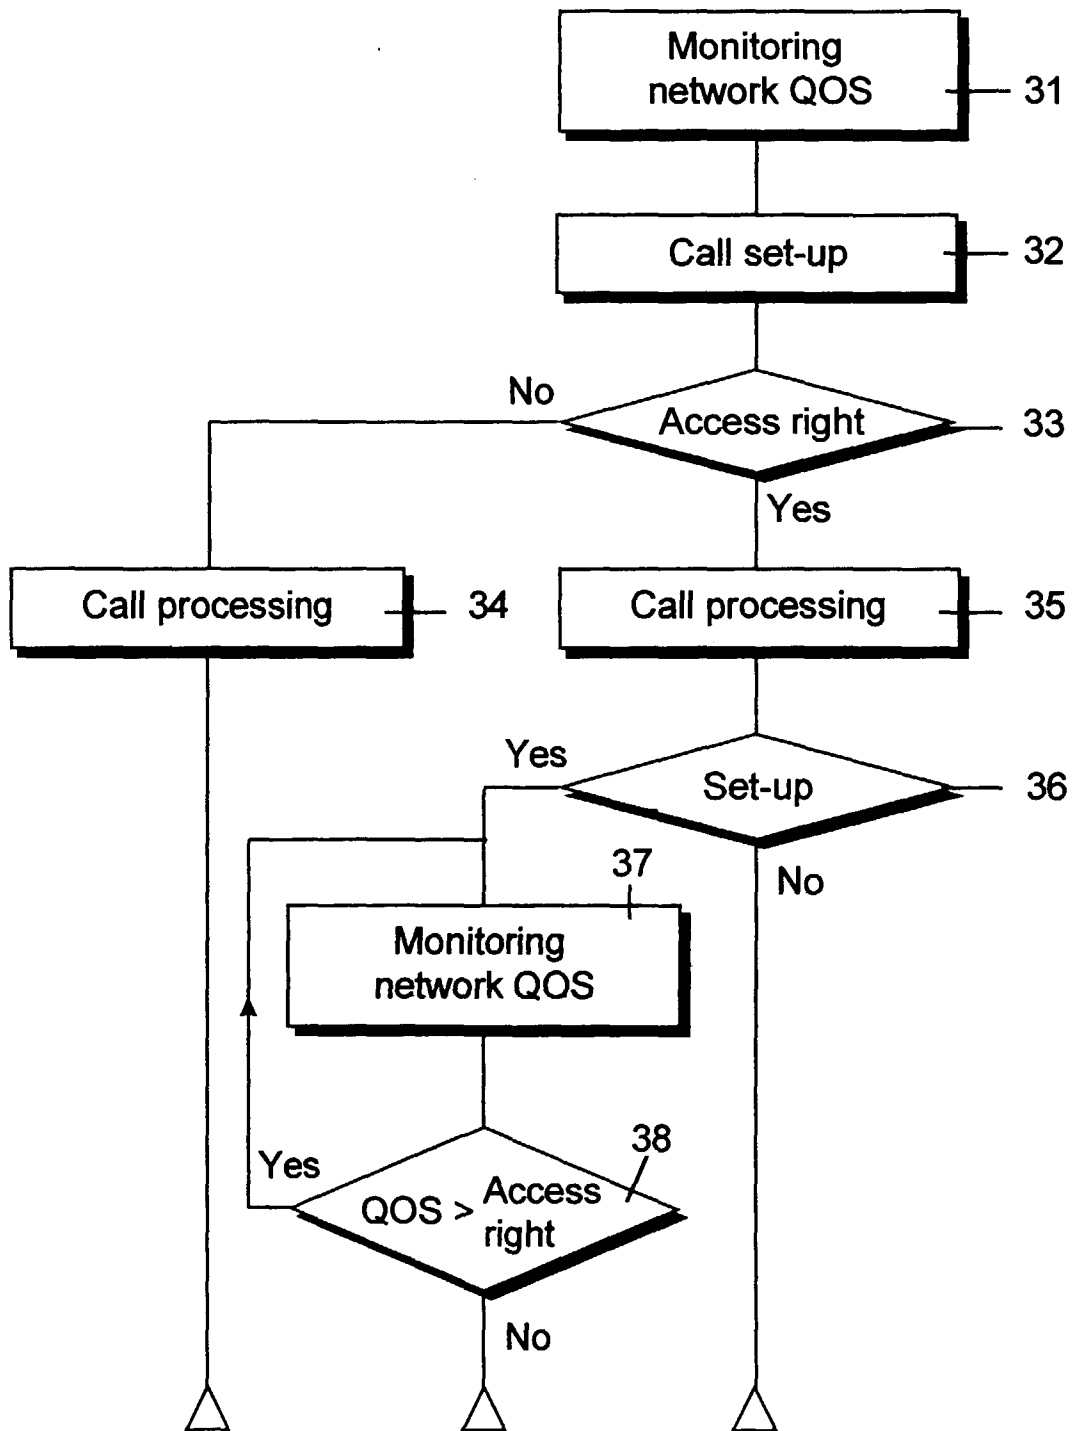 Monitoring
network QOS
31
Call set-up
32
No
Access right
33
Yes
Call processing
34
Call processing
35
Yes
Set-up
36
No
37
Monitoring
network QOS
38
Yes
QOS > Access
right
No